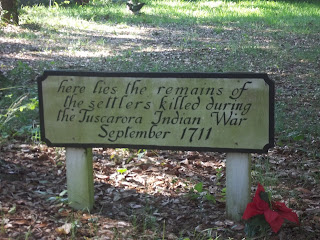 here lies the remains of
the settlers killed during
the Tuscarora Indian War
September 1711